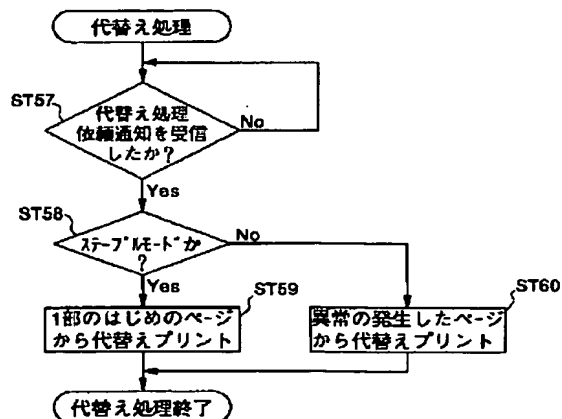 代替え処理
ST57
代替え処理
依頼通知を受信
したか?
No
Yes
ST58
ステープルモードか
?
No
Yes
ST59
1部のはじめのページ
から代替えプリント
ST60
異常の発生したページ
から代替えプリント
代替え処理終了